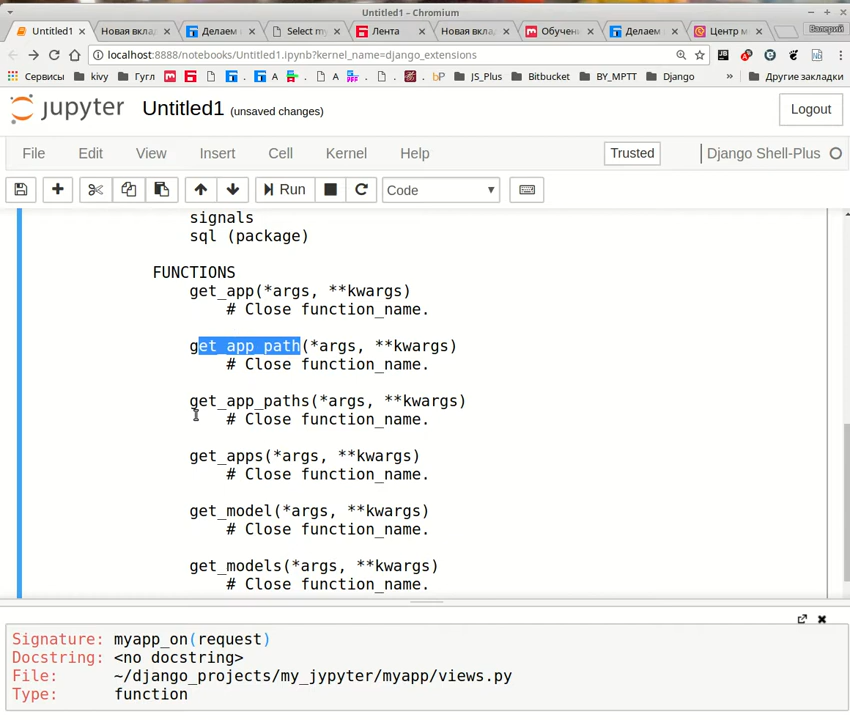 Untitled1 - Chromium
Untitled1 × Новая вкла × Делаем × Select my × Лента × Новая вкла × Обучен × Делаем × Центр м × Валерий
localhost:8888/notebooks/Untitled1.ipynb?kernel_name=django_extensions
Сервисы kivy Гугл JS_Plus Bitbucket BY_MPTT Django » Другие закладки
jupyter Untitled1 (unsaved changes) Logout
File Edit View Insert Cell Kernel Help Trusted Django Shell-Plus
Run Code
signals
sql (package)
FUNCTIONS
get_app(*args, **kwargs)
# Close function_name.
get_app_path(*args, **kwargs)
# Close function_name.
get_app_paths(*args, **kwargs)
# Close function_name.
get_apps(*args, **kwargs)
# Close function_name.
get_model(*args, **kwargs)
# Close function_name.
get_models(*args, **kwargs)
# Close function_name.
Signature: myapp_on(request)
Docstring: <no docstring>
File: ~/django_projects/my_jypyter/myapp/views.py
Type: function